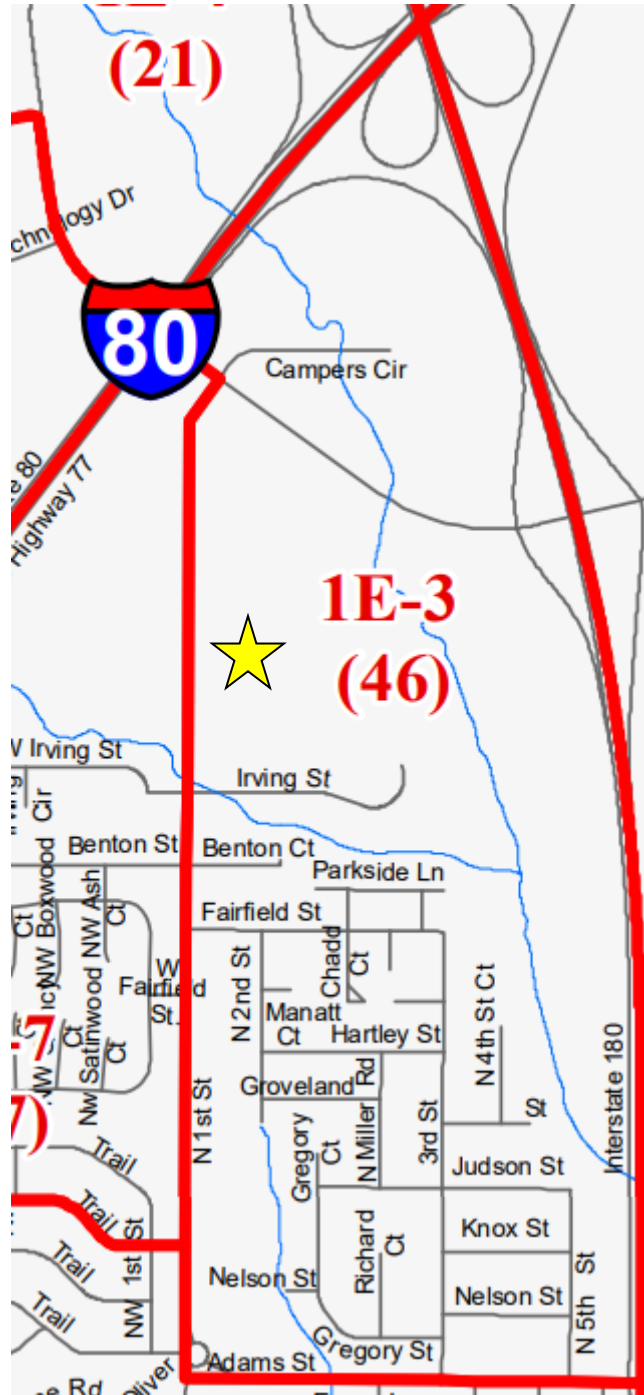 (21)
80
Campers Cir
Highway 77
1E-3
(46)
W Irving St
Irving St
Benton St
Benton Ct
Parkside Ln
Fairfield St
NW Boxwood
Cir
NW Ash
Ct
Ct
N 2nd St
Chadd
Ct
W
Fairfield
St.
Manatt
Ct
Hartley St
N 4th St Ct
Interstate 180
Nw Satinwood
Ct
Ct
-7
7)
N 1st St
Groveland
Rd
N Miller
3rd St
St
Gregory
Ct
Judson St
Trail
Trail
Trail
Trail
NW 1st St
Knox St
Richard
Ct
Nelson St
Nelson St
N 5th St
Gregory St
Adams St
Oliver
Rd